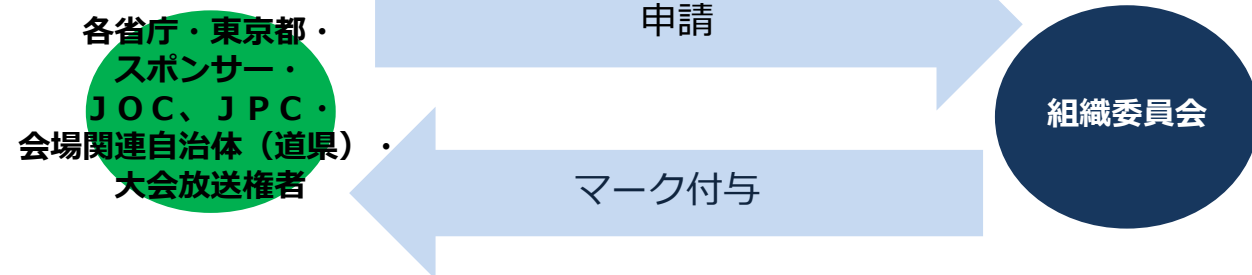 各省庁・東京都・
スポンサー・
ＪＯＣ、ＪＰＣ・
会場関連自治体（道県）・
大会放送権者
申請
マーク付与
組織委員会